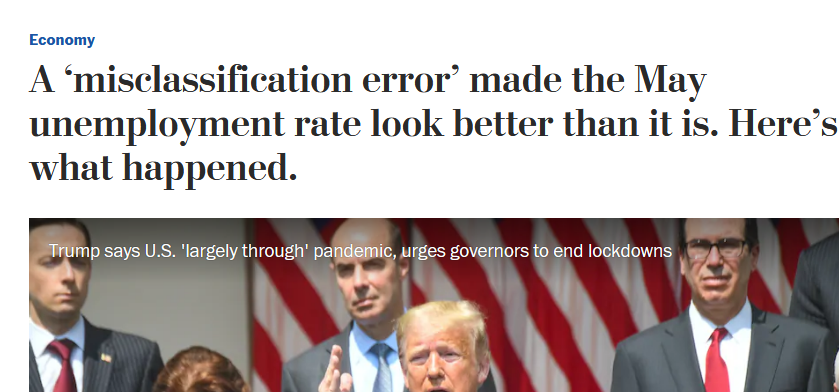 Economy
A ‘misclassification error’ made the May
unemployment rate look better than it is. Here’s
what happened.
Trump says U.S. 'largely through' pandemic, urges governors to end lockdowns